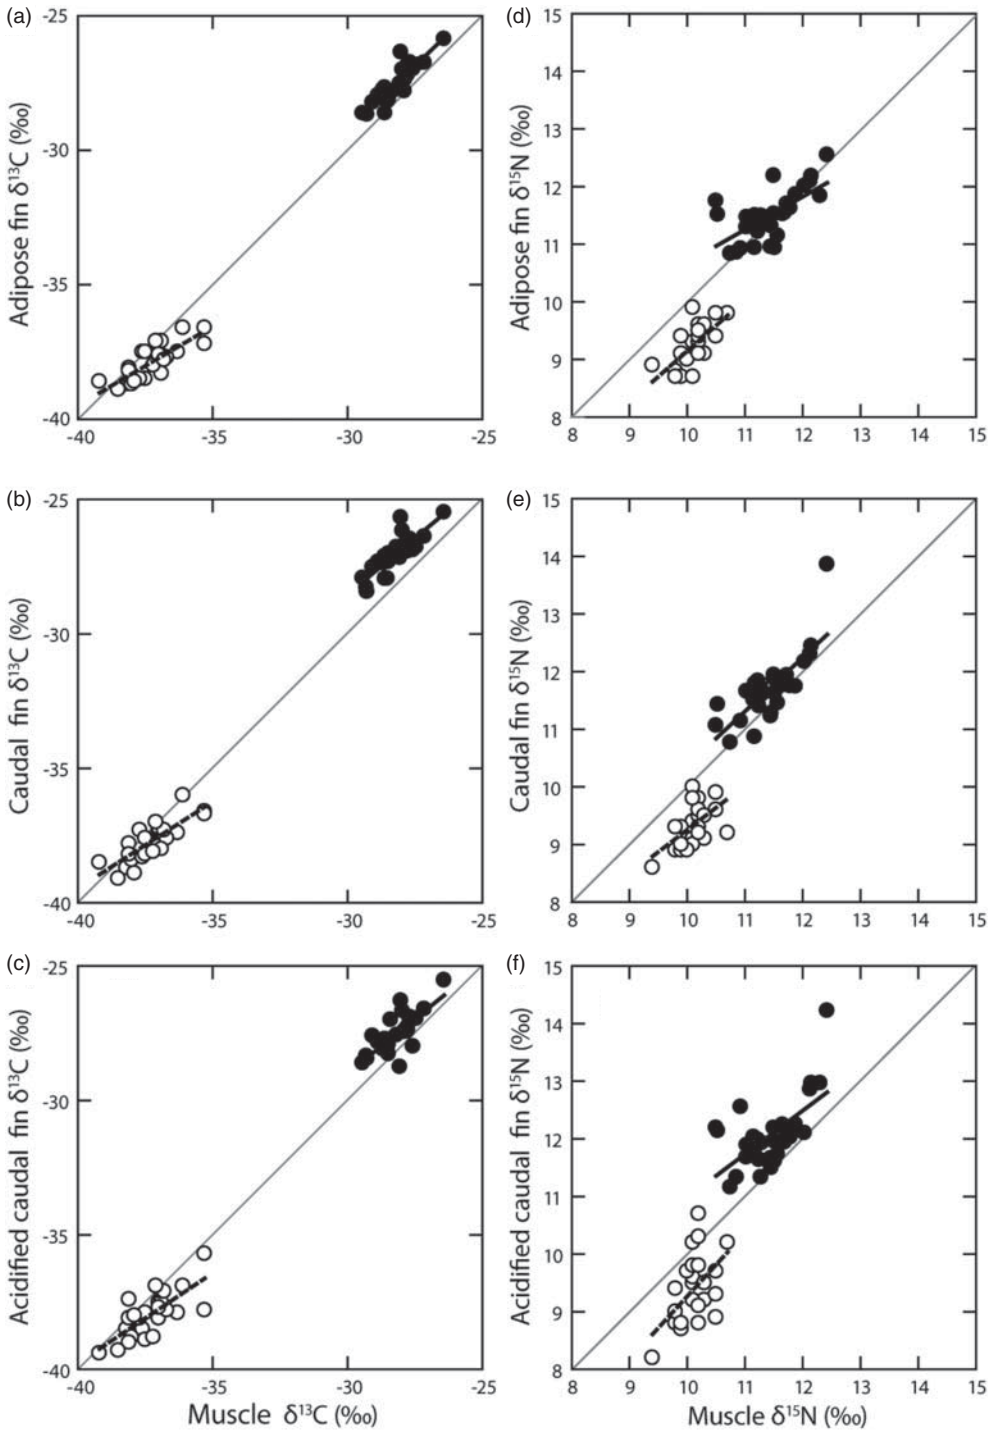 (a)
-25
-30
-35
-40
-40 -35 -30 -25
Adipose fin δ¹³C (‰)
(b)
-25
-30
-35
-40
-40 -35 -30 -25
Caudal fin δ¹³C (‰)
(c)
-25
-30
-35
-40
-40 -35 -30 -25
Acidified caudal fin δ¹³C (‰)
Muscle δ¹³C (‰)
(d)
15
14
13
12
11
10
9
8
8 9 10 11 12 13 14 15
Adipose fin δ¹⁵N (‰)
(e)
15
14
13
12
11
10
9
8
8 9 10 11 12 13 14 15
Caudal fin δ¹⁵N (‰)
(f)
15
14
13
12
11
10
9
8
8 9 10 11 12 13 14 15
Acidified caudal fin δ¹⁵N (‰)
Muscle δ¹⁵N (‰)